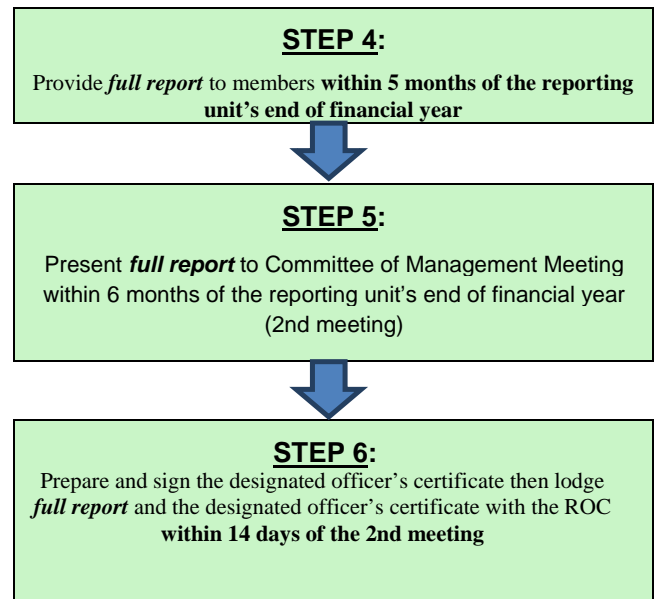 STEP 4:
Provide full report to members within 5 months of the reporting
unit's end of financial year
STEP 5:
Present full report to Committee of Management Meeting
within 6 months of the reporting unit's end of financial year
(2nd meeting)
STEP 6:
Prepare and sign the designated officer's certificate then lodge
full report and the designated officer's certificate with the ROC
within 14 days of the 2nd meeting